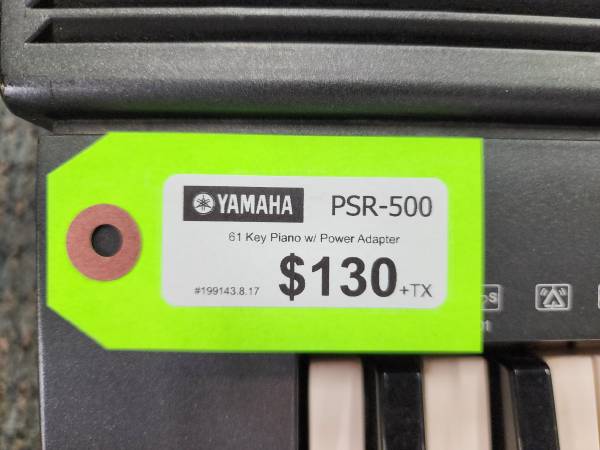 YAMAHA PSR-500
61 Key Piano w/ Power Adapter
#199143.8.17 $130 +TX